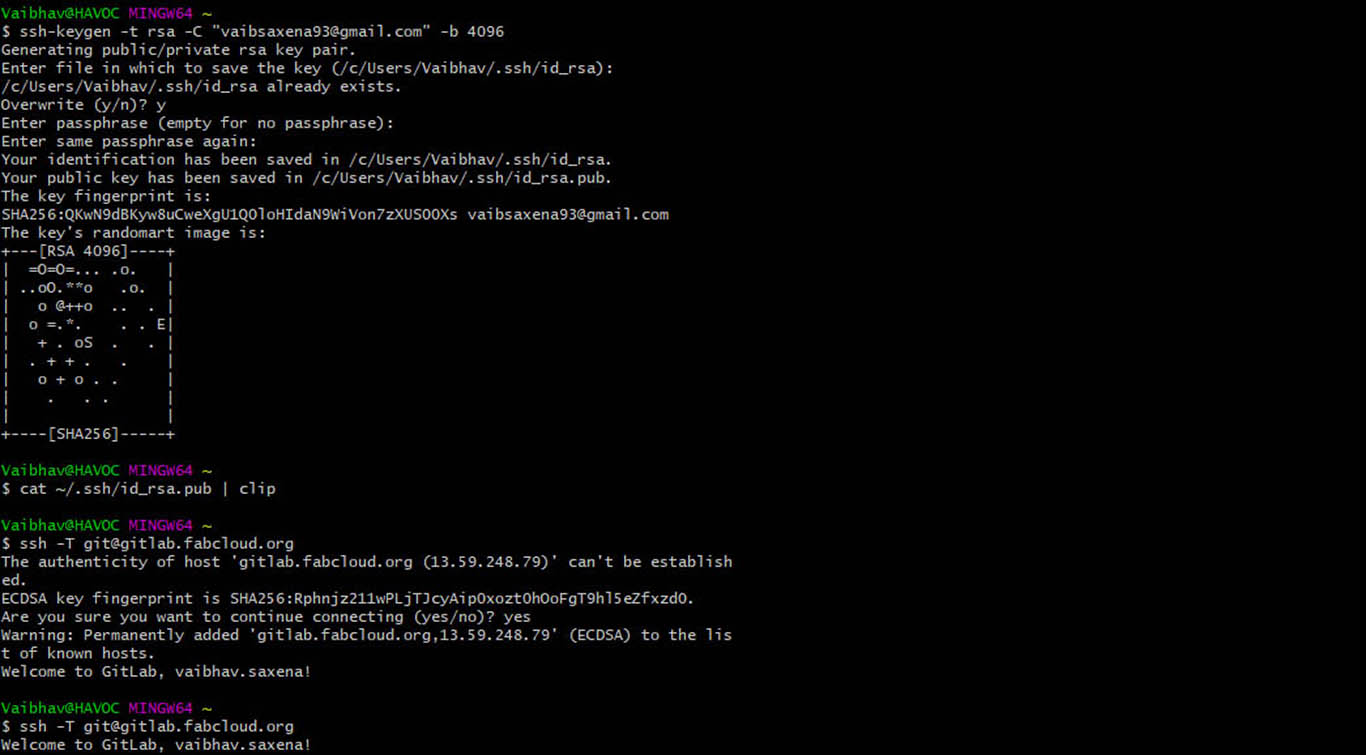 Vaibhav@HAVOC MINGW64 ~
$ ssh-keygen -t rsa -C "vaibsaxena93@gmail.com" -b 4096
Generating public/private rsa key pair.
Enter file in which to save the key (/c/Users/Vaibhav/.ssh/id_rsa):
/c/Users/Vaibhav/.ssh/id_rsa already exists.
Overwrite (y/n)? y
Enter passphrase (empty for no passphrase):
Enter same passphrase again:
Your identification has been saved in /c/Users/Vaibhav/.ssh/id_rsa.
Your public key has been saved in /c/Users/Vaibhav/.ssh/id_rsa.pub.
The key fingerprint is:
SHA256:QKwN9dBKyw8uCweXgU1Q0loHIdaN9WiVon7zXUSOOXs vaibsaxena93@gmail.com
The key's randomart image is:
+---[RSA 4096]----+
|  =O=O=... .o.   |
| ..oO.**o   .o.  |
|   o @++o  ..  . |
|  o =.*.    . . E|
|   + . oS  .   . |
|  . + + .   .    |
|   o + o . .     |
|    .   . .      |
|                 |
+----[SHA256]-----+
Vaibhav@HAVOC MINGW64 ~
$ cat ~/.ssh/id_rsa.pub | clip
Vaibhav@HAVOC MINGW64 ~
$ ssh -T git@gitlab.fabcloud.org
The authenticity of host 'gitlab.fabcloud.org (13.59.248.79)' can't be establish
ed.
ECDSA key fingerprint is SHA256:Rphnjz211wPLjTJcyAipOxozt0hOoFgT9hl5eZfxzd0.
Are you sure you want to continue connecting (yes/no)? yes
Warning: Permanently added 'gitlab.fabcloud.org,13.59.248.79' (ECDSA) to the lis
t of known hosts.
Welcome to GitLab, vaibhav.saxena!
Vaibhav@HAVOC MINGW64 ~
$ ssh -T git@gitlab.fabcloud.org
Welcome to GitLab, vaibhav.saxena!